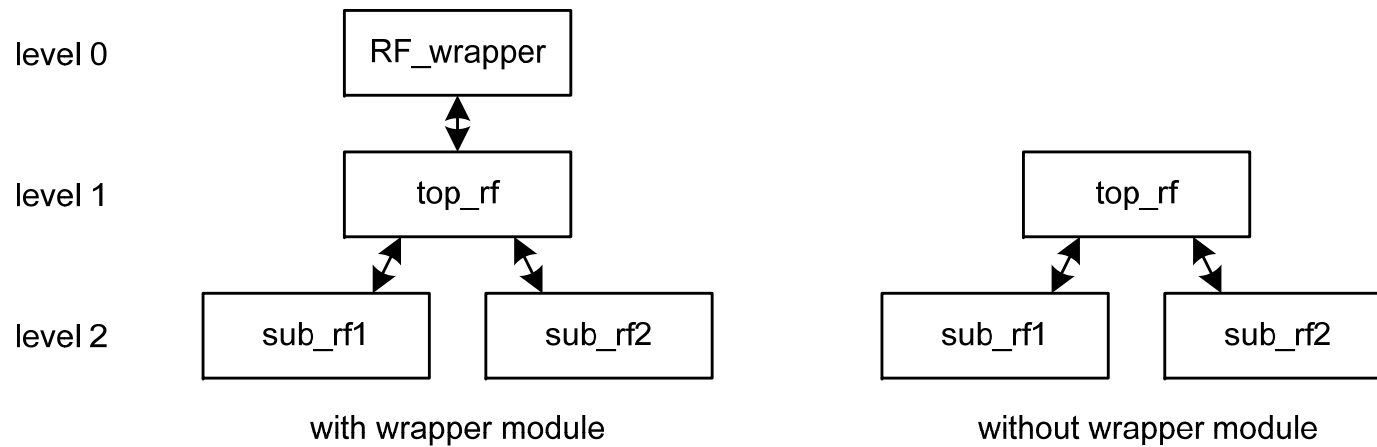 level 0
RF_wrapper
level 1
top_rf
top_rf
level 2
sub_rf1
sub_rf2
sub_rf1
sub_rf2
with wrapper module
without wrapper module